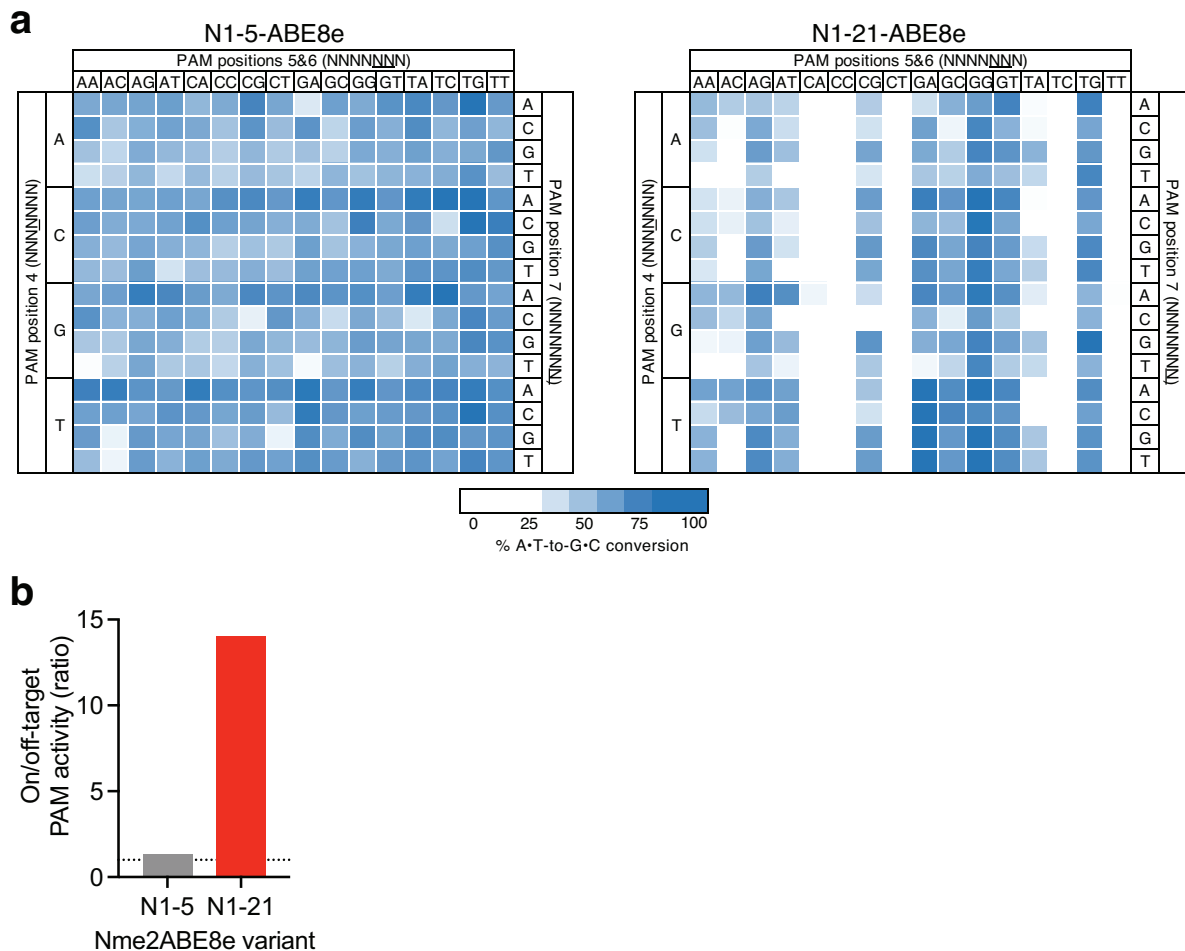 a
N1-5-ABE8e
N1-21-ABE8e
PAM positions 5&6 (NNNNNNN)
PAM positions 5&6 (NNNNNNN)
AA AC AG AT CA CC CG CT GA GC GG GT TA TC TG TT
AA AC AG AT CA CC CG CT GA GC GG GT TA TC TG TT
PAM position 4 (NNNNNNN)
A
C
G
T
A
C
G
T
A
C
G
T
A
C
G
T
A
C
G
T
PAM position 7 (NNNNNNN)
PAM position 4 (NNNNNNN)
A
C
G
T
A
C
G
T
A
C
G
T
A
C
G
T
A
C
G
T
PAM position 7 (NNNNNNN)
0 25 50 75 100
% A•T-to-G•C conversion
b
On/off-target
PAM activity (ratio)
15
10
5
0
N1-5 N1-21
Nme2ABE8e variant